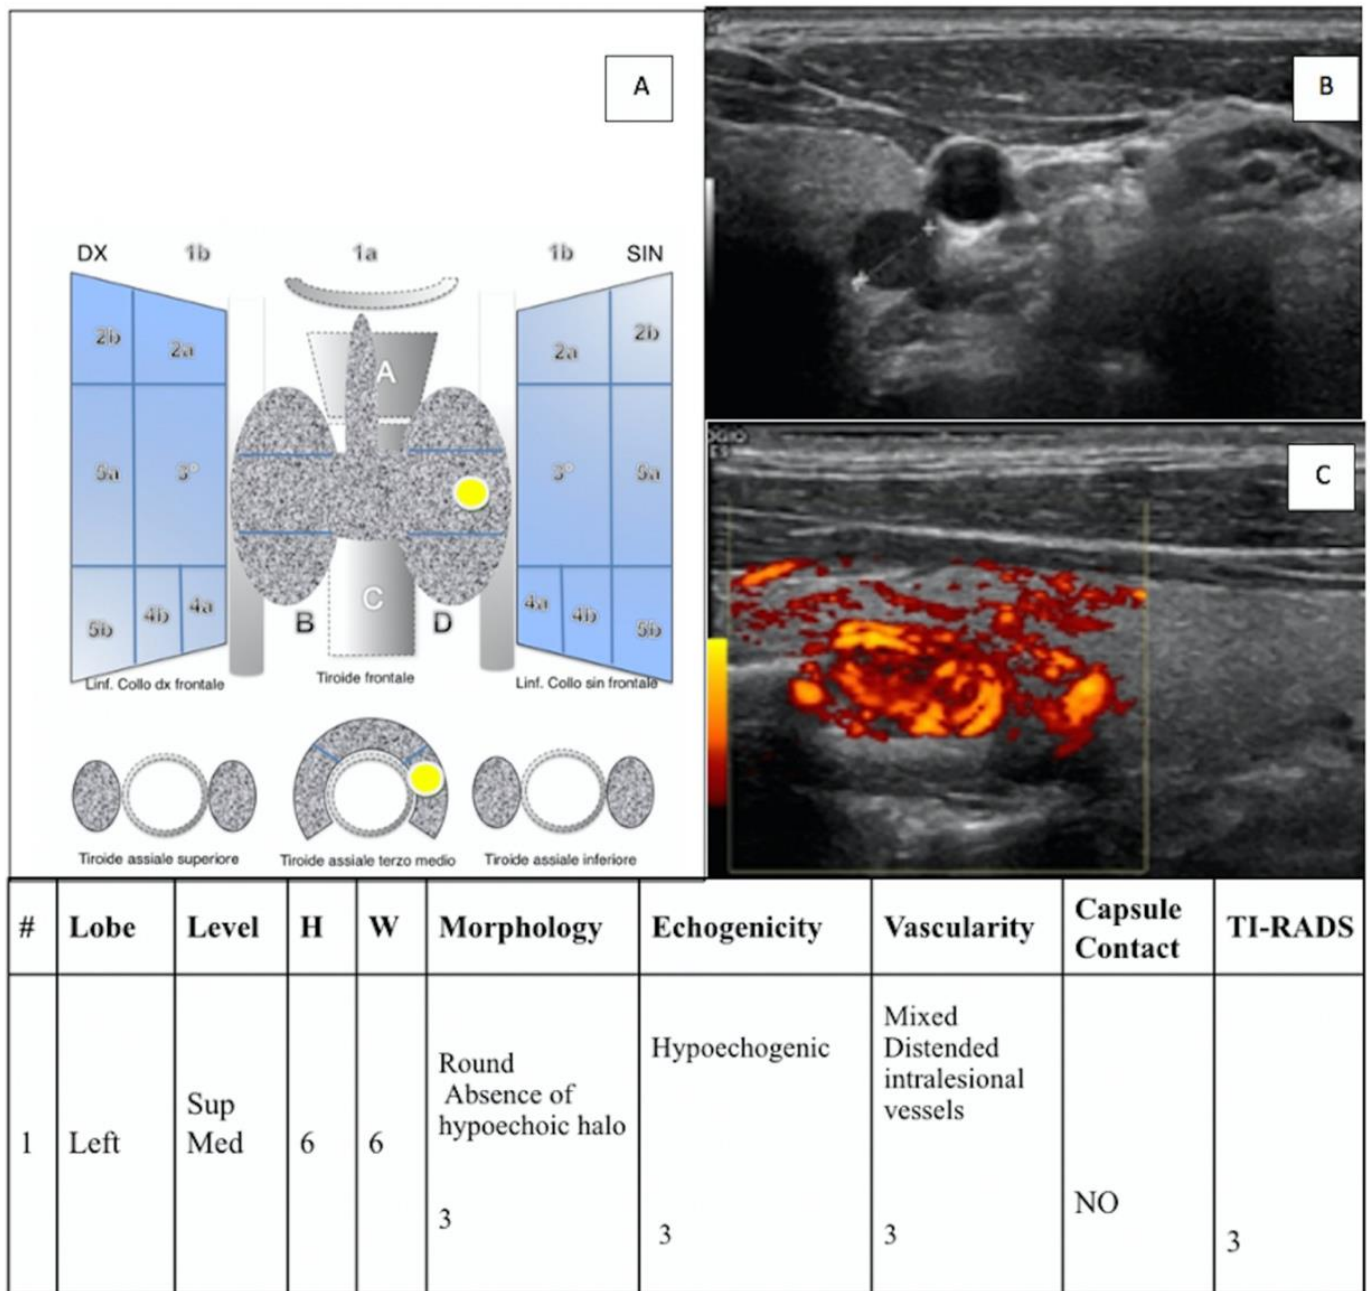 A
DX 1b 1a 1b SIN
2b 2a A 2a 2b
5a 3° 3° 5a
5b 4b 4a C 4a 4b 5b
B D
Linf. Collo dx frontale Tiroide frontale Linf. Collo sin frontale
Tiroide assiale superiore Tiroide assiale terzo medio Tiroide assiale inferiore
B
C
# Lobe Level H W Morphology Echogenicity Vascularity Capsule Contact TI-RADS
1 Left Sup Med 6 6 Round Absence of hypoechoic halo 3 Hypoechogenic 3 Mixed Distended intralesional vessels 3 NO 3